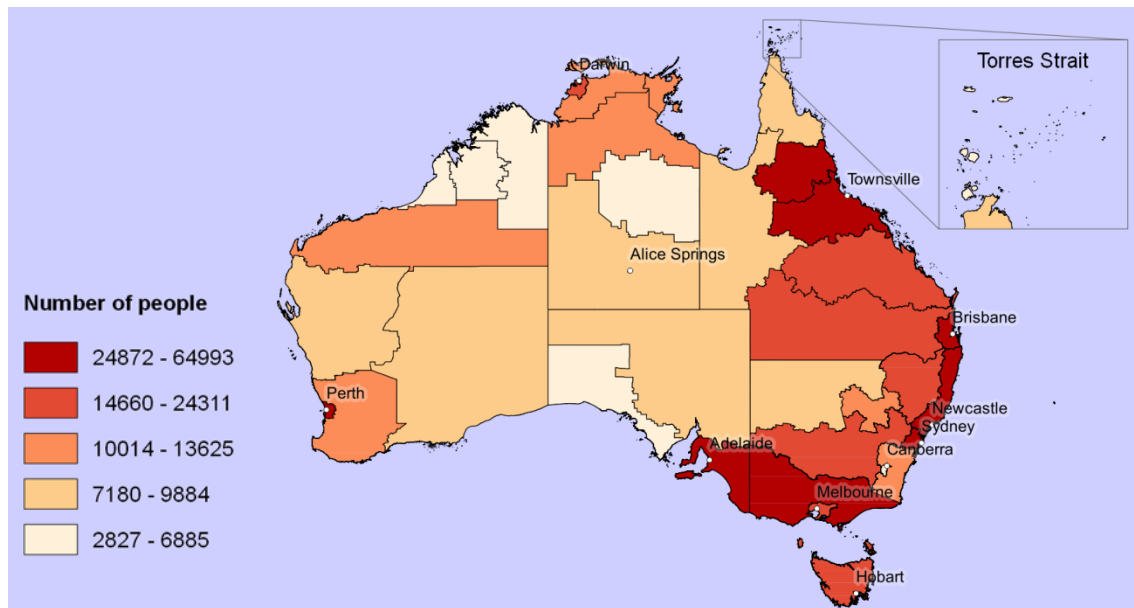 Darwin
Torres Strait
Townsville
Alice Springs
Number of people
24872 - 64993
14660 - 24311
10014 - 13625
7180 - 9884
2827 - 6885
Brisbane
Perth
Newcastle
Sydney
Adelaide
Canberra
Melbourne
Hobart